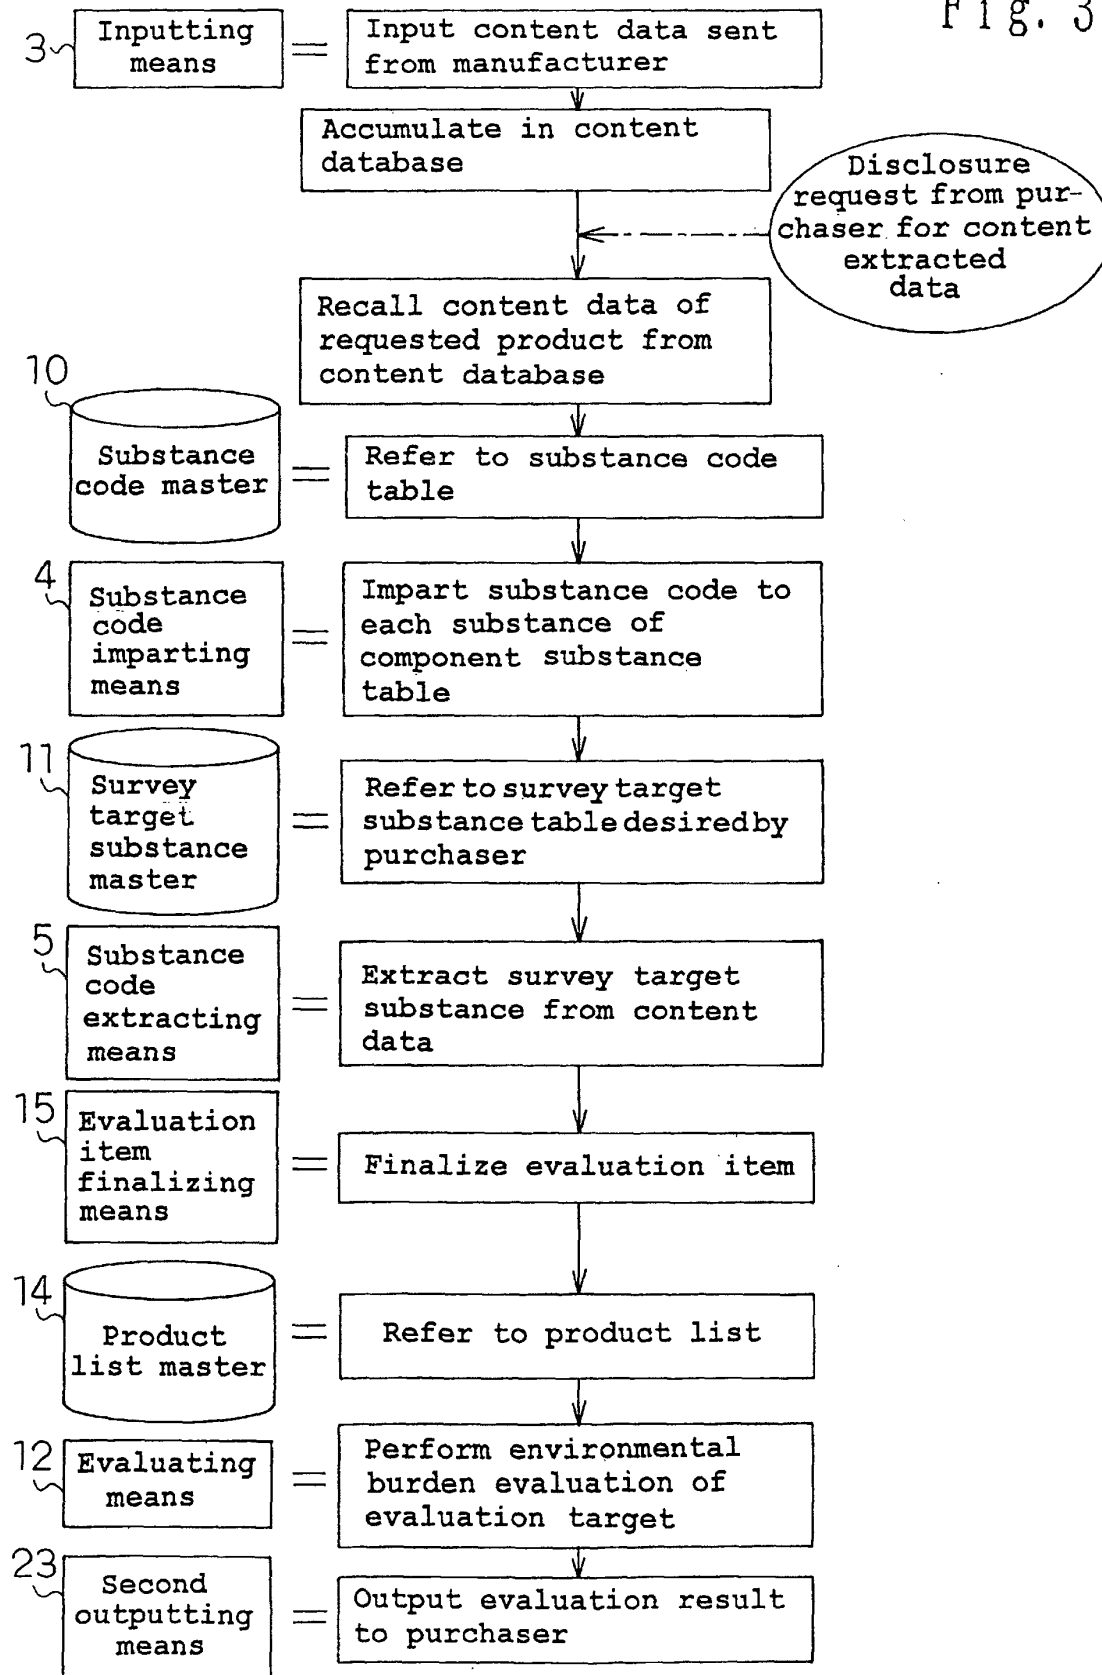 Fig. 3
3
Inputting
means
Input content data sent
from manufacturer
Accumulate in content
database
Disclosure
request from pur-
chaser for content
extracted
data
Recall content data of
requested product from
content database
10
Substance
code master
Refer to substance code
table
4
Substance
code
imparting
means
Impart substance code to
each substance of
component substance
table
11
Survey
target
substance
master
Refer to survey target
substance table desired by
purchaser
5
Substance
code
extracting
means
Extract survey target
substance from content
data
15
Evaluation
item
finalizing
means
Finalize evaluation item
14
Product
list master
Refer to product list
12
Evaluating
means
Perform environmental
burden evaluation of
evaluation target
23
Second
outputting
means
Output evaluation result
to purchaser